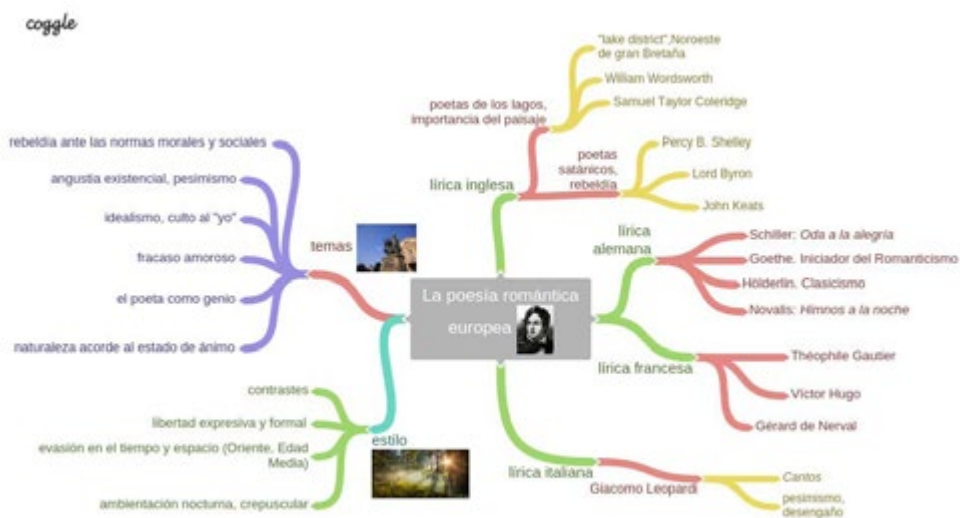 coggle
"lake district",Noroeste
de gran Bretaña
William Wordsworth
Samuel Taylor Coleridge
poetas de los lagos,
importancia del paisaje
poetas
satánicos,
rebeldía
Percy B. Shelley
Lord Byron
John Keats
lírica inglesa
rebeldía ante las normas morales y sociales
angustia existencial, pesimismo
idealismo, culto al "yo"
fracaso amoroso
el poeta como genio
naturaleza acorde al estado de ánimo
temas
lírica
alemana
Schiller: Oda a la alegría
Goethe. Iniciador del Romanticismo
Hölderlin. Clasicismo
Novalis: Himnos a la noche
La poesía romántica
europea
lírica francesa
Théophile Gautier
Víctor Hugo
Gérard de Nerval
contrastes
libertad expresiva y formal
evasión en el tiempo y espacio (Oriente, Edad
Media)
ambientación nocturna, crepuscular
estilo
lírica italiana
Giacomo Leopardi
Cantos
pesimismo,
desengaño